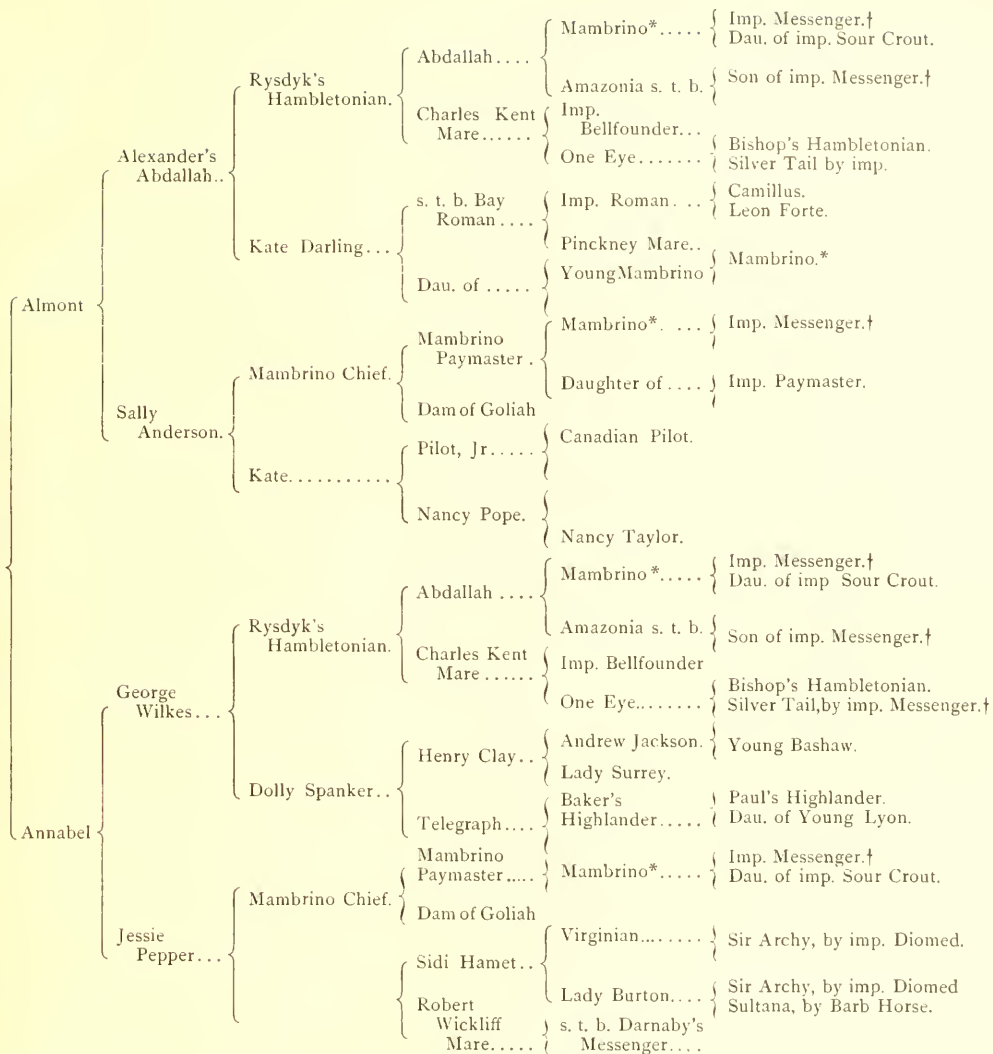 Mambrino*..... Imp. Messenger.†
Dau. of imp. Sour Crout.
Abdallah ....
Amazonia s. t. b. Son of imp. Messenger.†
Rysdyk's
Hambletonian.
Charles Kent
Mare......
Imp.
Bellfounder...
One Eye....... Bishop's Hambletonian.
Silver Tail by imp.
Alexander's
Abdallah..
s. t. b. Bay
Roman ....
Imp. Roman. .. Camillus.
Leon Forte.
Kate Darling...
Pinckney Mare..
Dau. of ..... Young Mambrino Mambrino.*
Almont
Mambrino*. ... Imp. Messenger.†
Mambrino
Paymaster .
Daughter of .... Imp. Paymaster.
Mambrino Chief.
Dam of Goliah
Sally
Anderson.
Pilot, Jr..... Canadian Pilot.
Kate...........
Nancy Pope.
Nancy Taylor.
Mambrino*..... Imp. Messenger.†
Dau. of imp Sour Crout.
Abdallah ....
Amazonia s. t. b. Son of imp. Messenger.†
Rysdyk's
Hambletonian.
Charles Kent
Mare......
Imp. Bellfounder
One Eye........ Bishop's Hambletonian.
Silver Tail, by imp. Messenger.†
George
Wilkes...
Henry Clay.. Andrew Jackson. Young Bashaw.
Lady Surrey.
Dolly Spanker..
Telegraph.... Baker's
Highlander..... Paul's Highlander.
Dau. of Young Lyon.
Annabel
Mambrino
Paymaster..... Mambrino*..... Imp. Messenger.†
Dau. of imp. Sour Crout.
Mambrino Chief.
Dam of Goliah
Jessie
Pepper...
Virginian........ Sir Archy, by imp. Diomed.
Sidi Hamet..
Lady Burton.... Sir Archy, by imp. Diomed
Sultana, by Barb Horse.
Robert
Wickliff
Mare..... s. t. b. Darnaby's
Messenger....